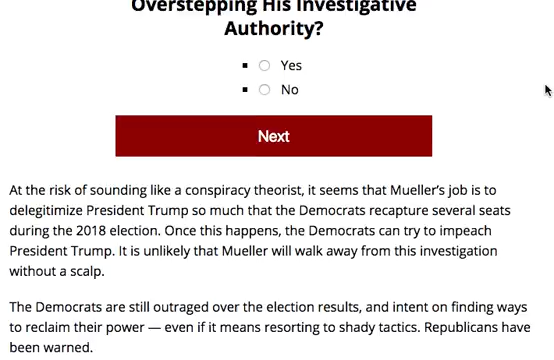 Overstepping His Investigative
Authority?
Yes
No
Next
At the risk of sounding like a conspiracy theorist, it seems that Mueller’s job is to
delegitimize President Trump so much that the Democrats recapture several seats
during the 2018 election. Once this happens, the Democrats can try to impeach
President Trump. It is unlikely that Mueller will walk away from this investigation
without a scalp.
The Democrats are still outraged over the election results, and intent on finding ways
to reclaim their power — even if it means resorting to shady tactics. Republicans have
been warned.